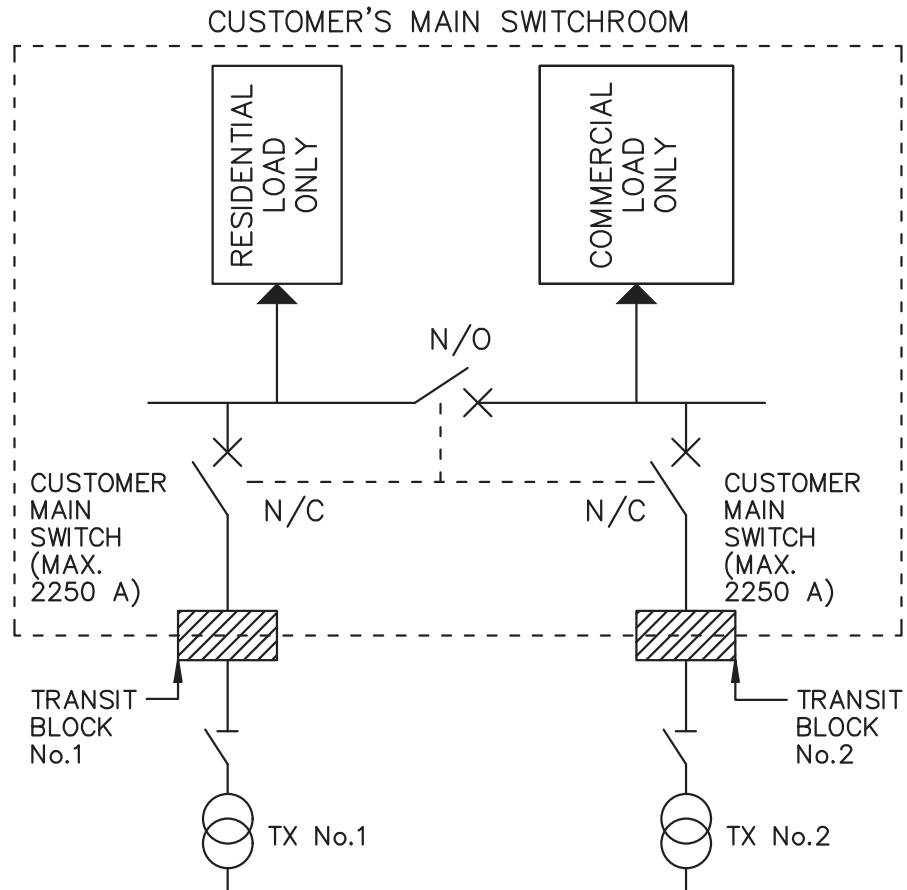 CUSTOMER'S MAIN SWITCHROOM
RESIDENTIAL
LOAD
ONLY
COMMERCIAL
LOAD
ONLY
N/O
CUSTOMER
MAIN
SWITCH
(MAX.
2250 A)
N/C
N/C
CUSTOMER
MAIN
SWITCH
(MAX.
2250 A)
TRANSIT
BLOCK
No.1
TRANSIT
BLOCK
No.2
TX No.1
TX No.2